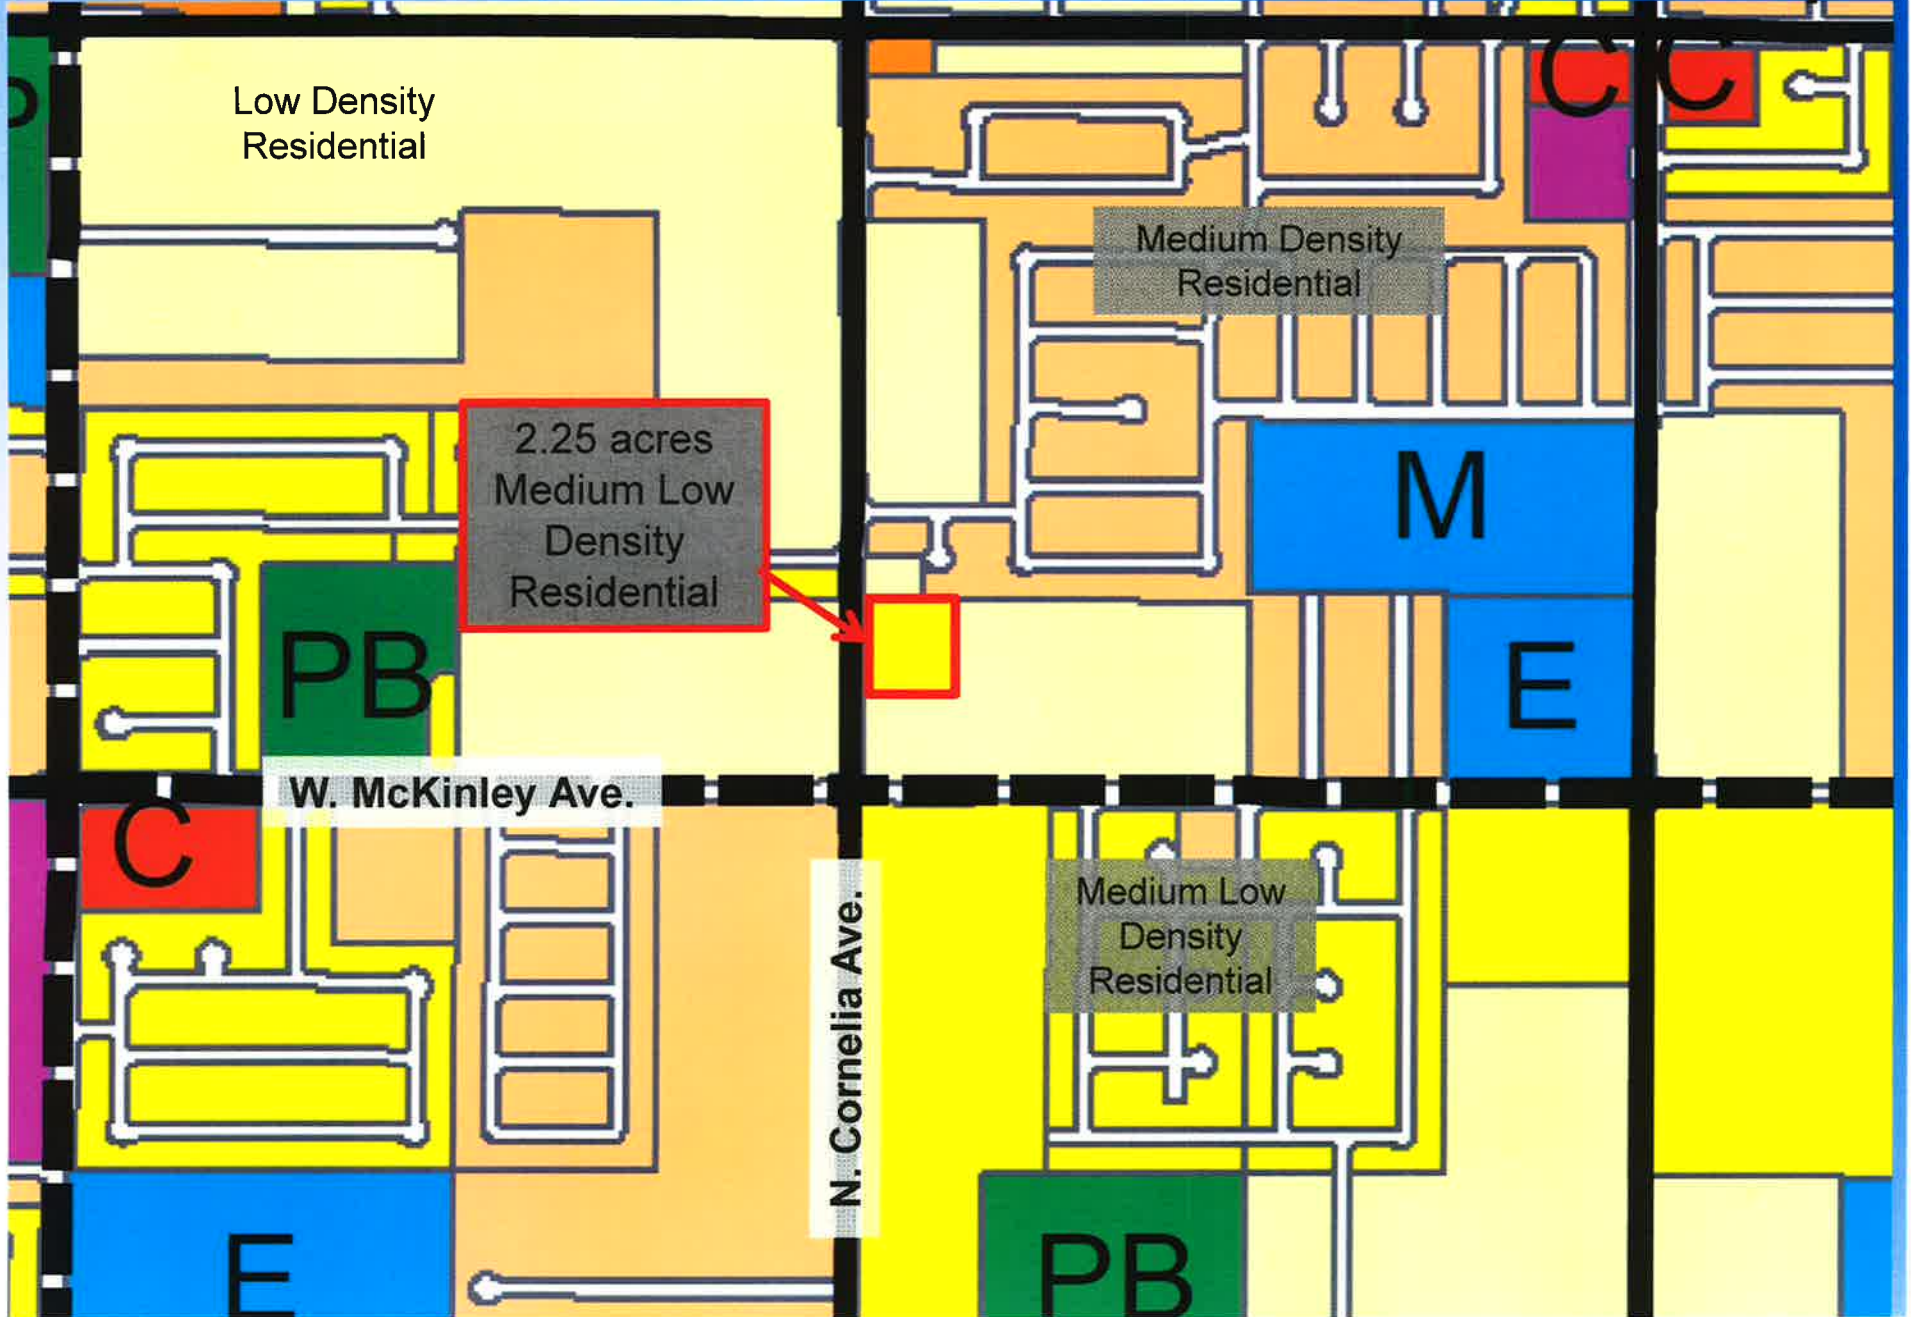 C
C
P
Low Density
Residential
Medium Density
Residential
2.25 acres
Medium Low
Density
Residential
M
PB
E
W. McKinley Ave.
C
N. Cornelia Ave.
Medium Low
Density
Residential
E
PB